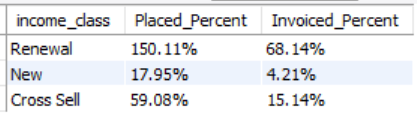 income_class Placed_Percent Invoiced_Percent
Renewal 150.11% 68.14%
New 17.95% 4.21%
Cross Sell 59.08% 15.14%